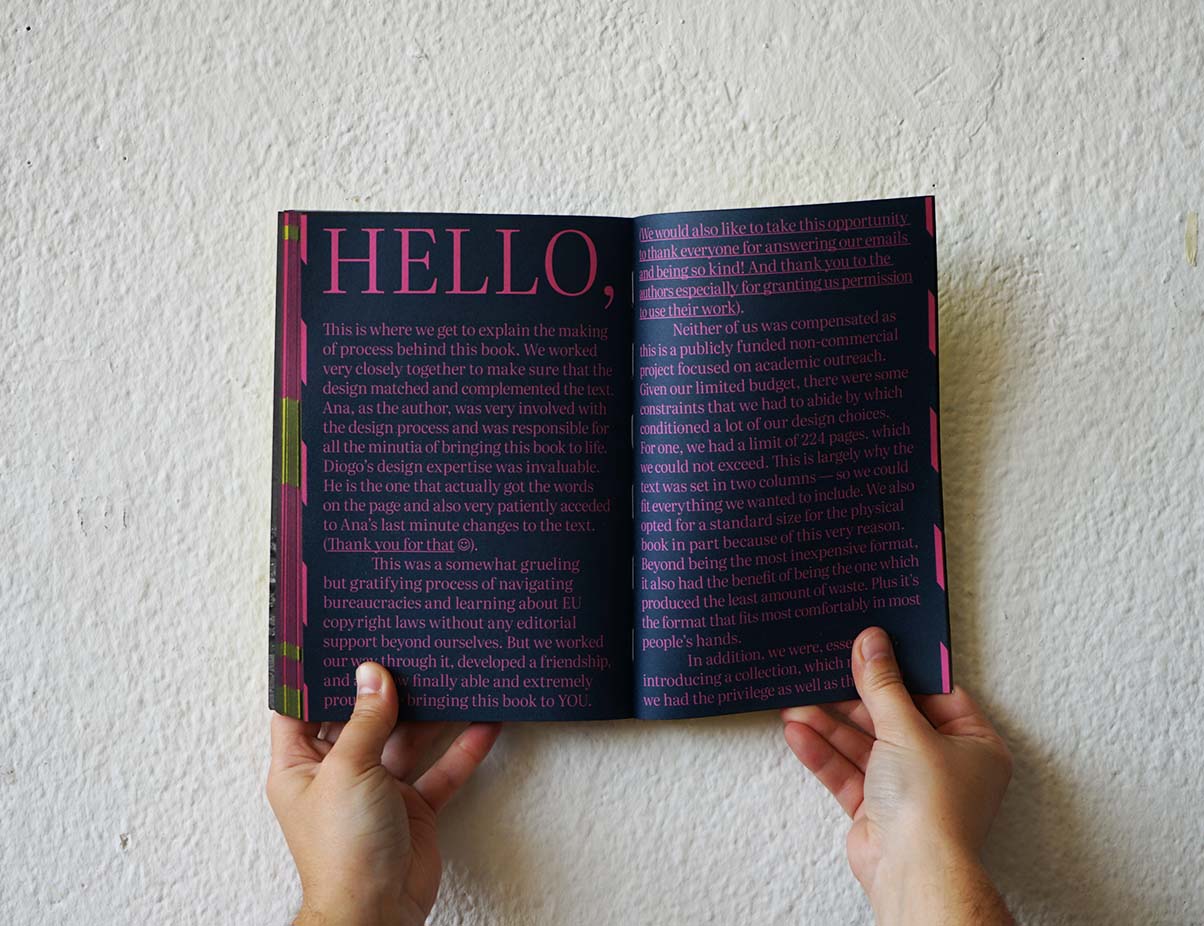 HELLO,
This is where we get to explain the making
of process behind this book. We worked
very closely together to make sure that the
design matched and complemented the text.
Ana, as the author, was very involved with
the design process and was responsible for
all the minutia of bringing this book to life.
Diogo's design expertise was invaluable.
He is the one that actually got the words
on the page and also very patiently acceded
to Ana's last minute changes to the text.
(Thank you for that ☺).
This was a somewhat grueling
but gratifying process of navigating
bureaucracies and learning about EU
copyright laws without any editorial
support beyond ourselves. But we worked
our way through it, developed a friendship,
and finally able and extremely
bringing this book to YOU.
(We would also like to take this opportunity
to thank everyone for answering our emails
and being so kind! And thank you to the
authors especially for granting us permission
to use their work).
Neither of us was compensated as
this is a publicly funded non-commercial
project focused on academic outreach.
Given our limited budget, there were some
constraints that we had to abide by which
conditioned a lot of our design choices.
For one, we had a limit of 224 pages, which
we could not exceed. This is largely why the
text was set in two columns — so we could
fit everything we wanted to include. We also
opted for a standard size for the physical
book in part because of this very reason.
Beyond being the most inexpensive format,
it also had the benefit of being the one which
produced the least amount of waste. Plus it's
the format that fits most comfortably in most
people's hands.
In addition, we were,
introducing a collection, which
we had the privilege as well as